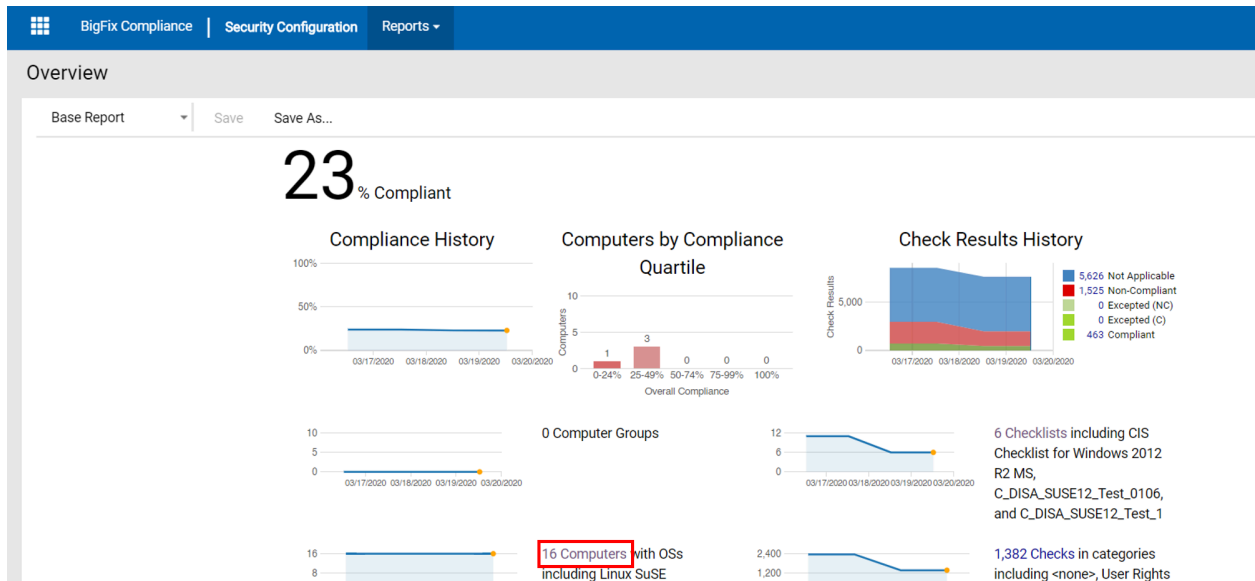 BigFix Compliance | Security Configuration Reports
Overview
Base Report Save Save As...
23 % Compliant
Compliance History
100%
50%
0%
03/17/2020 03/18/2020 03/19/2020 03/20/2020
Computers by Compliance
Quartile
10
5
0
Computers
1
3
0
0
0
0-24% 25-49% 50-74% 75-99% 100%
Overall Compliance
Check Results History
Check Results
5,000
0
03/17/2020 03/18/2020 03/19/2020 03/20/2020
5,626 Not Applicable
1,525 Non-Compliant
0 Excepted (NC)
0 Excepted (C)
463 Compliant
10
5
0
03/17/2020 03/18/2020 03/19/2020 03/20/2020
0 Computer Groups
12
6
0
03/17/2020 03/18/2020 03/19/2020 03/20/2020
6 Checklists including CIS
Checklist for Windows 2012
R2 MS,
C_DISA_SUSE12_Test_0106,
and C_DISA_SUSE12_Test_1
16
8
16 Computers with OSs
including Linux SuSE
2,400
1,200
1,382 Checks in categories
including <none>, User Rights